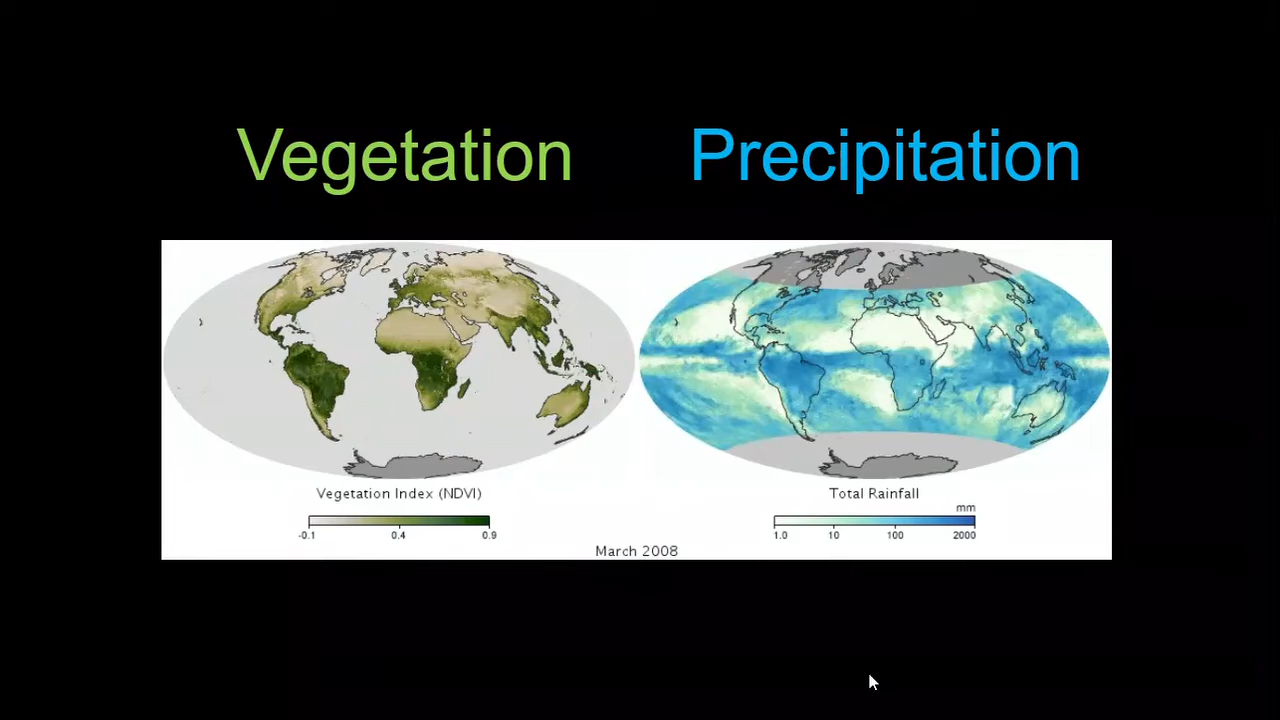 Vegetation
Precipitation
Vegetation Index (NDVI)
-0.1 0.4 0.9
Total Rainfall
mm
1.0 10 100 2000
March 2008